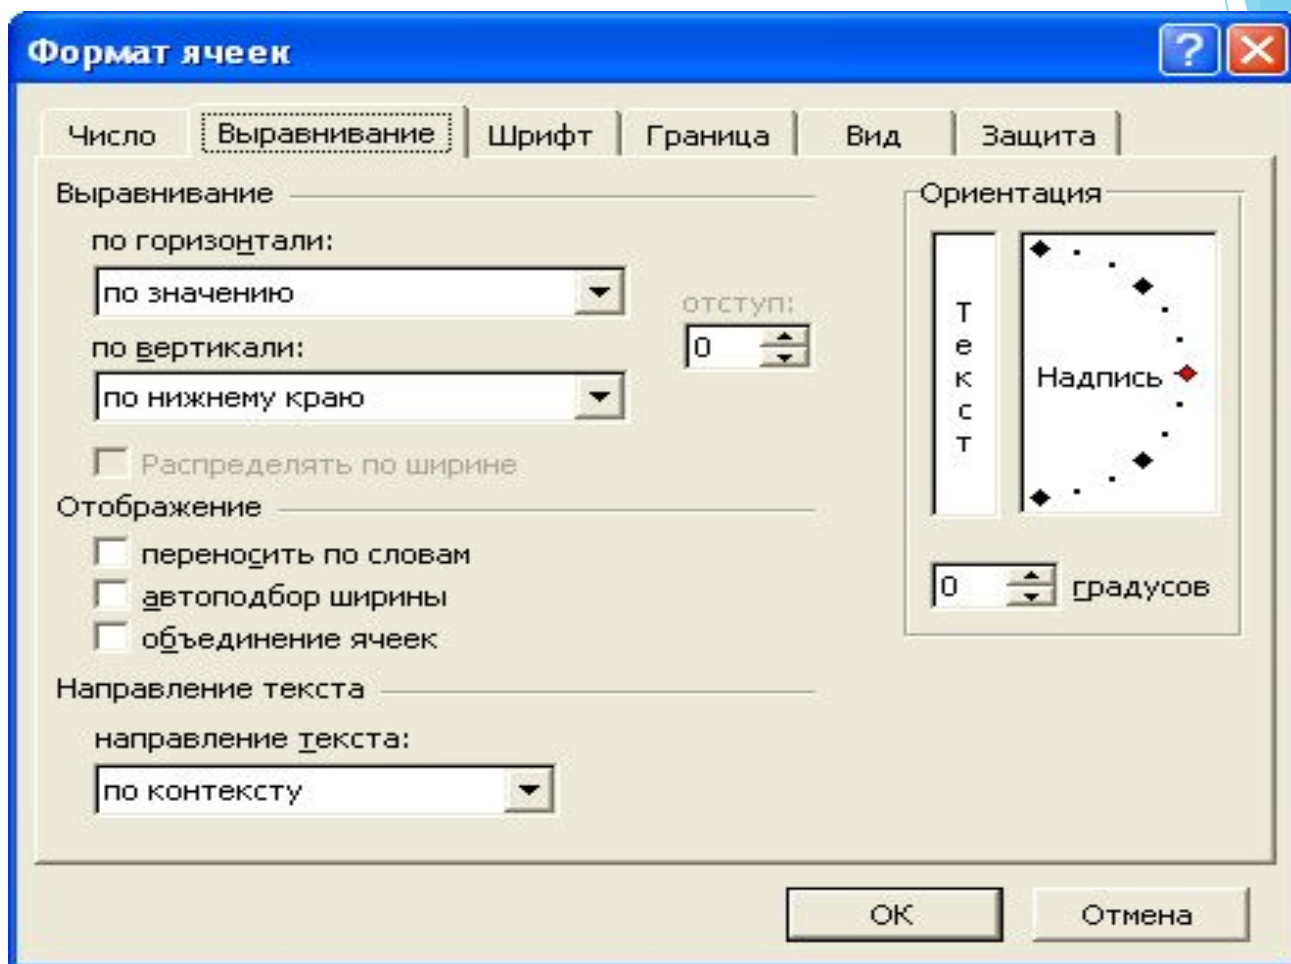 Формат ячеек
Число Выравнивание Шрифт Граница Вид Защита
Выравнивание
по горизонтали:
по значению
отступ:
0
по вертикали:
по нижнему краю
Распределять по ширине
Отображение
переносить по словам
автоподбор ширины
объединение ячеек
Направление текста
направление текста:
по контексту
Ориентация
Текст
Надпись
0 градусов
ОК Отмена